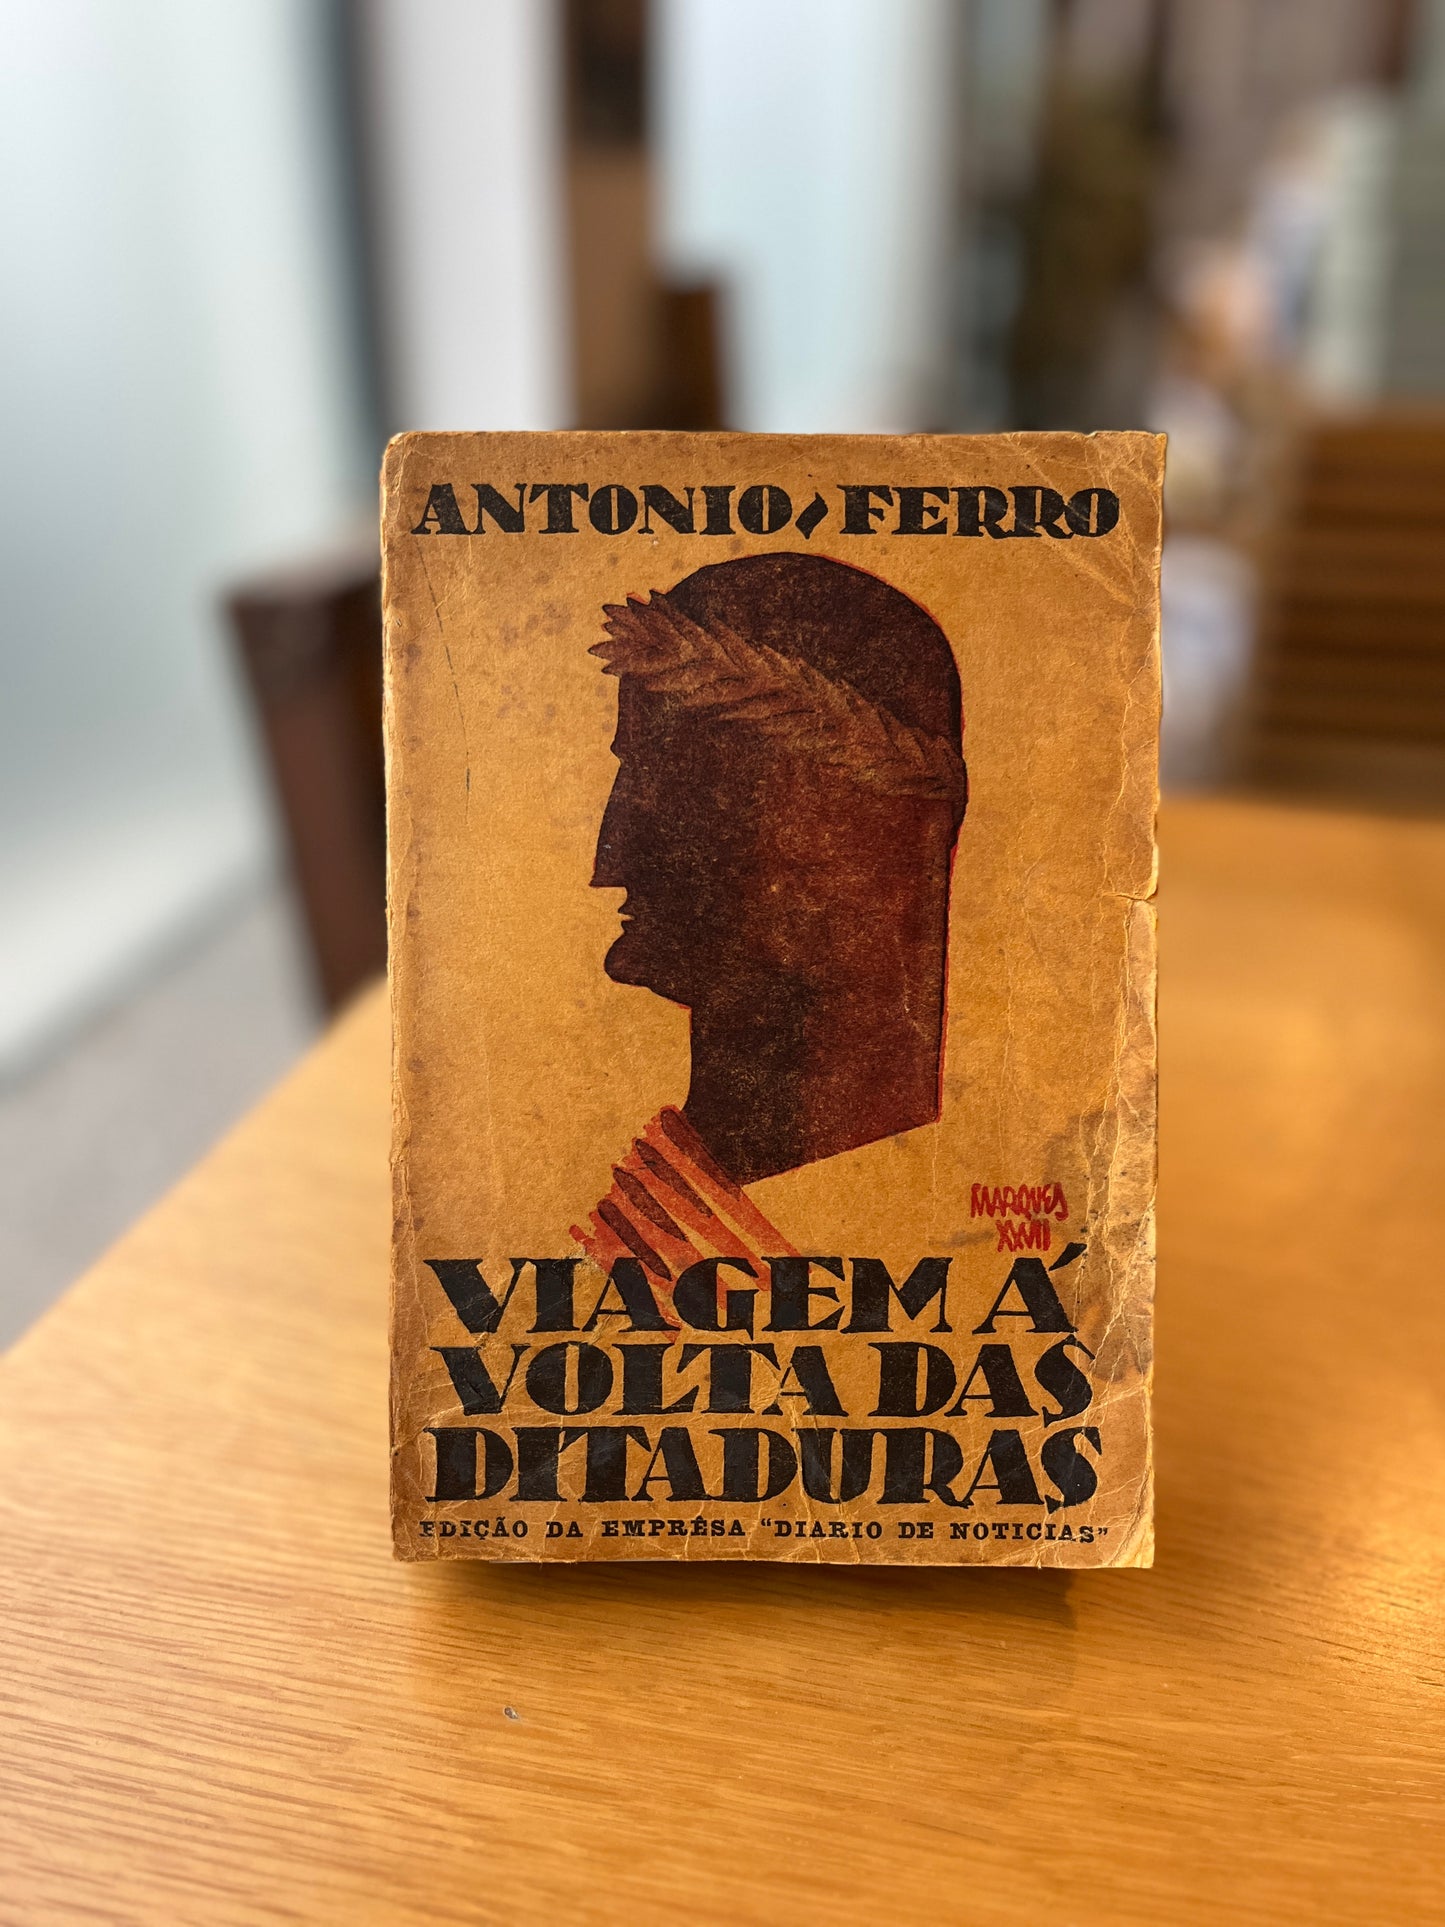 ANTONIO FERRO
MARQUES
XXVII
VIAGEM Á
VOLTA DAS
DITADURAS
EDIÇÃO DA EMPRÊSA "DIARIO DE NOTICIAS"